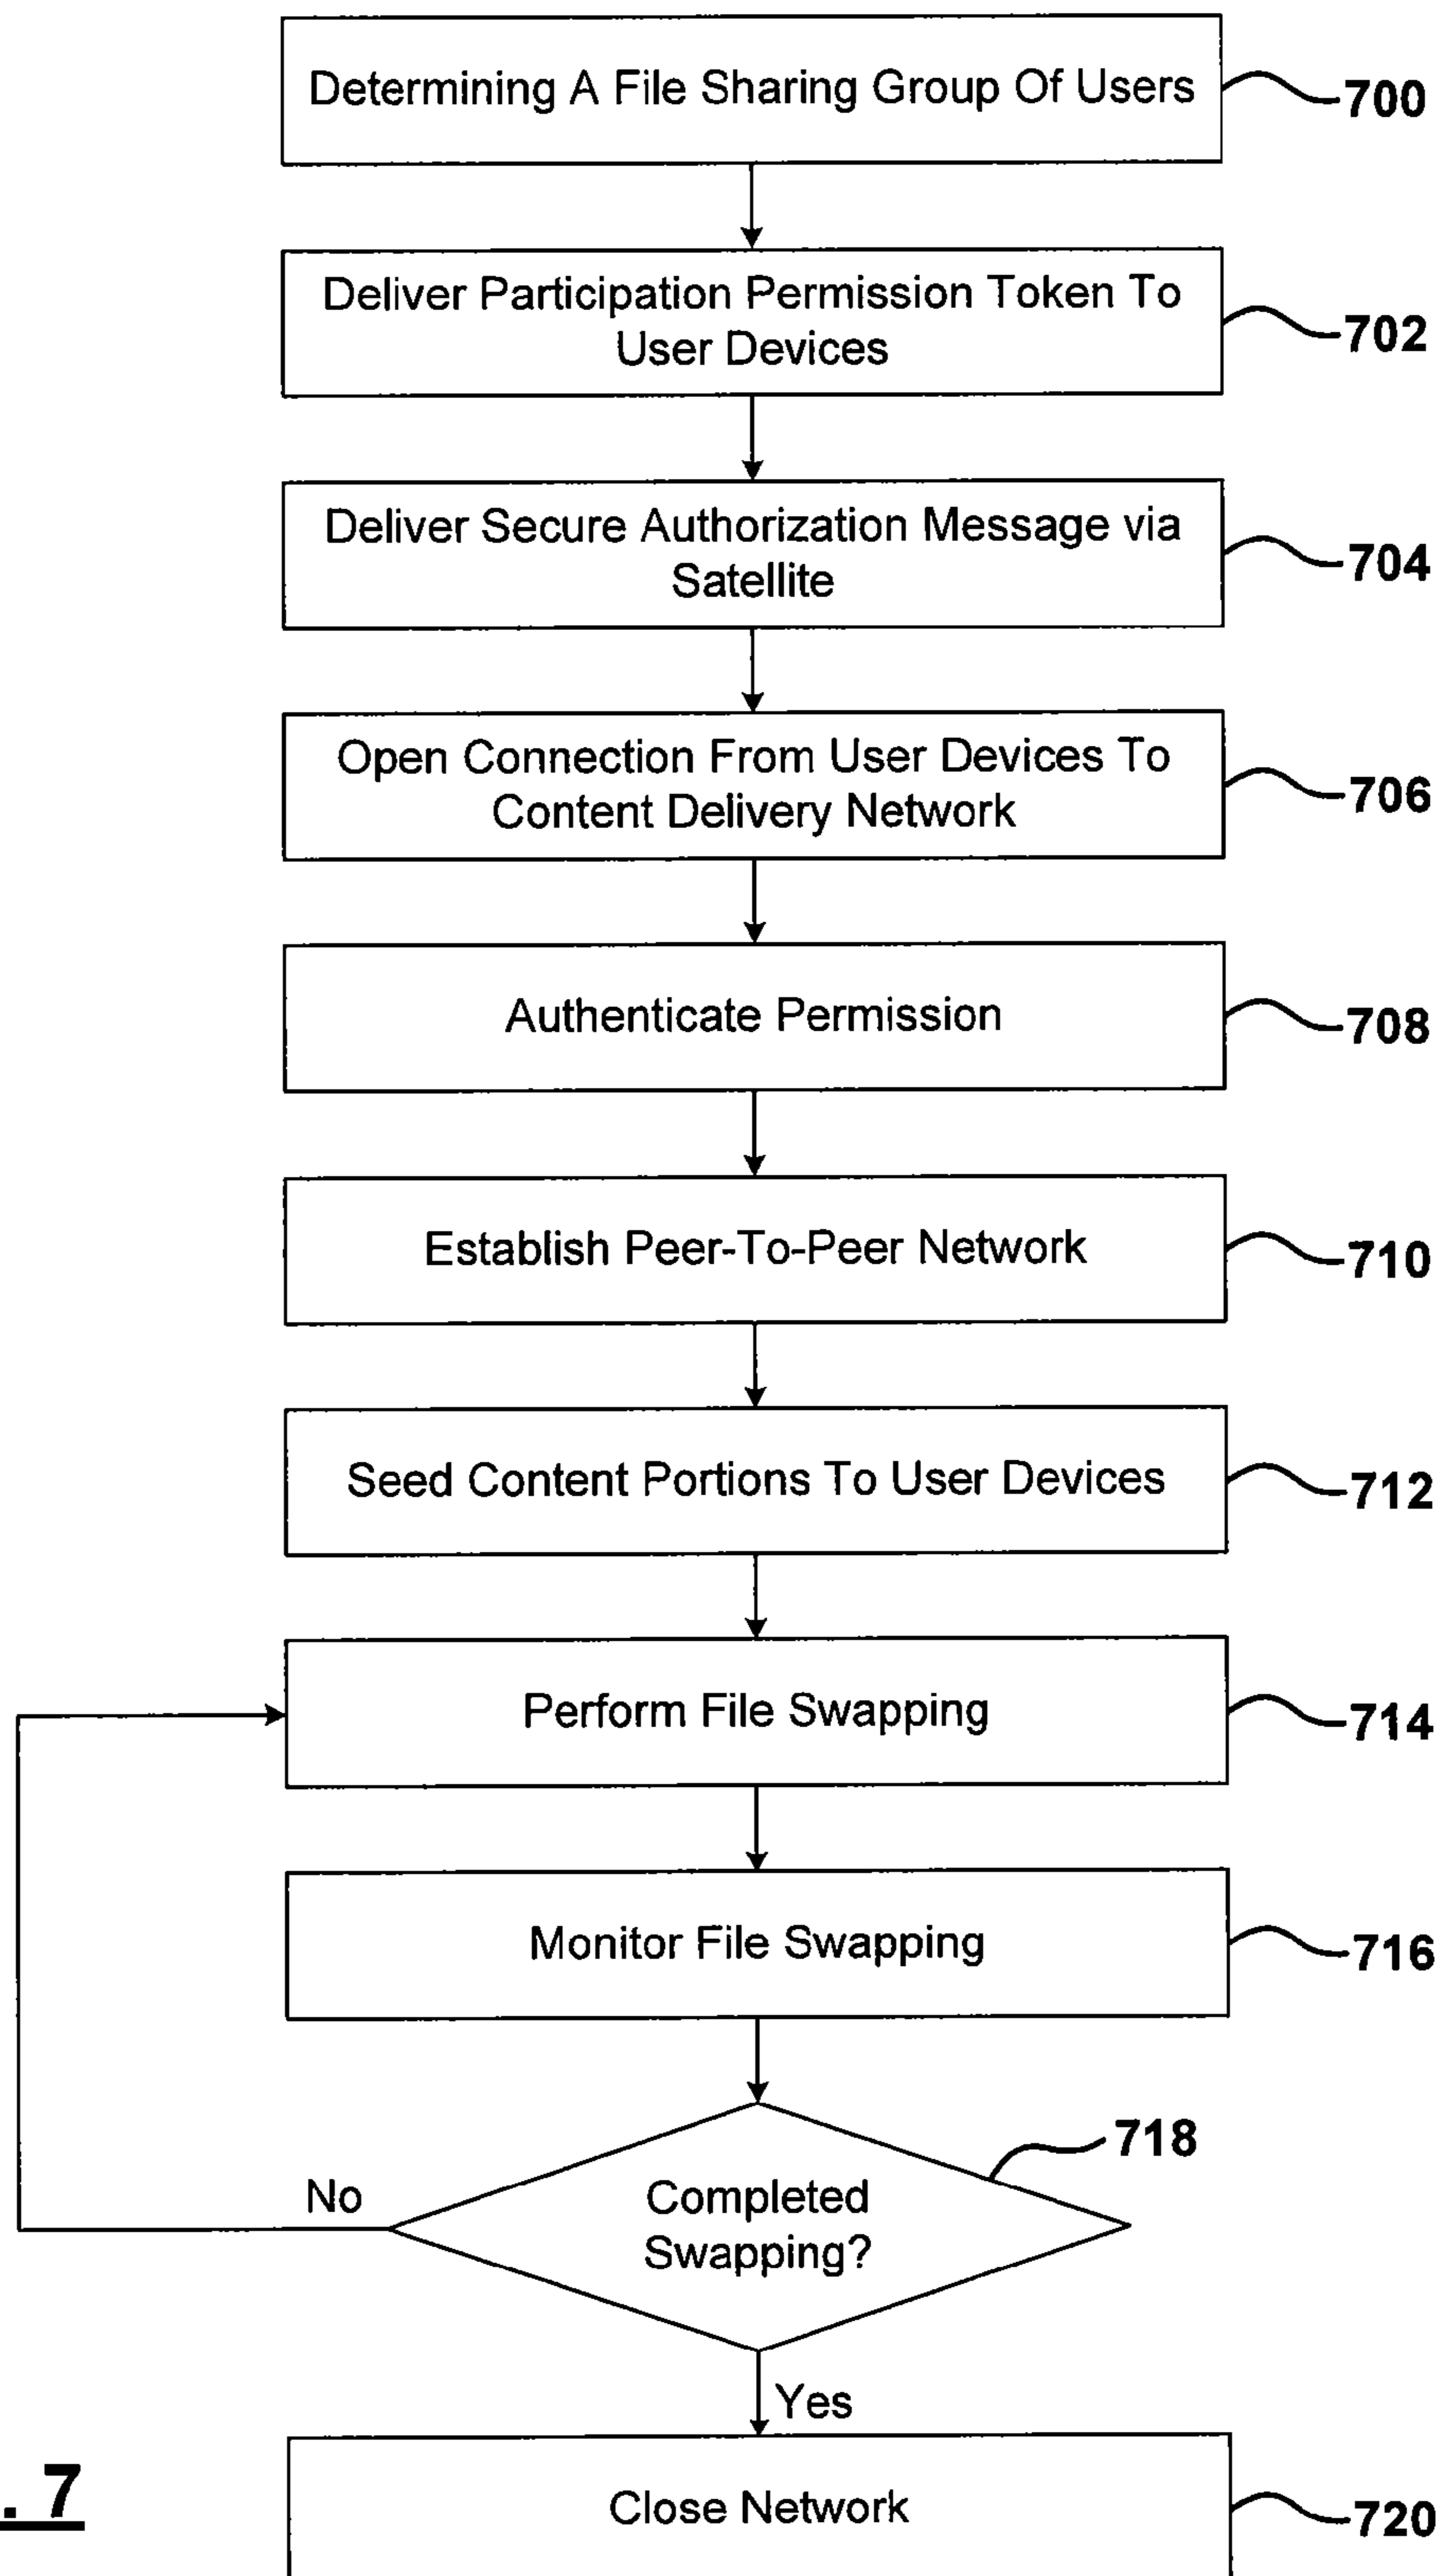 Determining A File Sharing Group Of Users
700
Deliver Participation Permission Token To
User Devices
702
Deliver Secure Authorization Message via
Satellite
704
Open Connection From User Devices To
Content Delivery Network
706
Authenticate Permission
708
Establish Peer-To-Peer Network
710
Seed Content Portions To User Devices
712
Perform File Swapping
714
Monitor File Swapping
716
718
No
Completed
Swapping?
Yes
. 7
Close Network
720